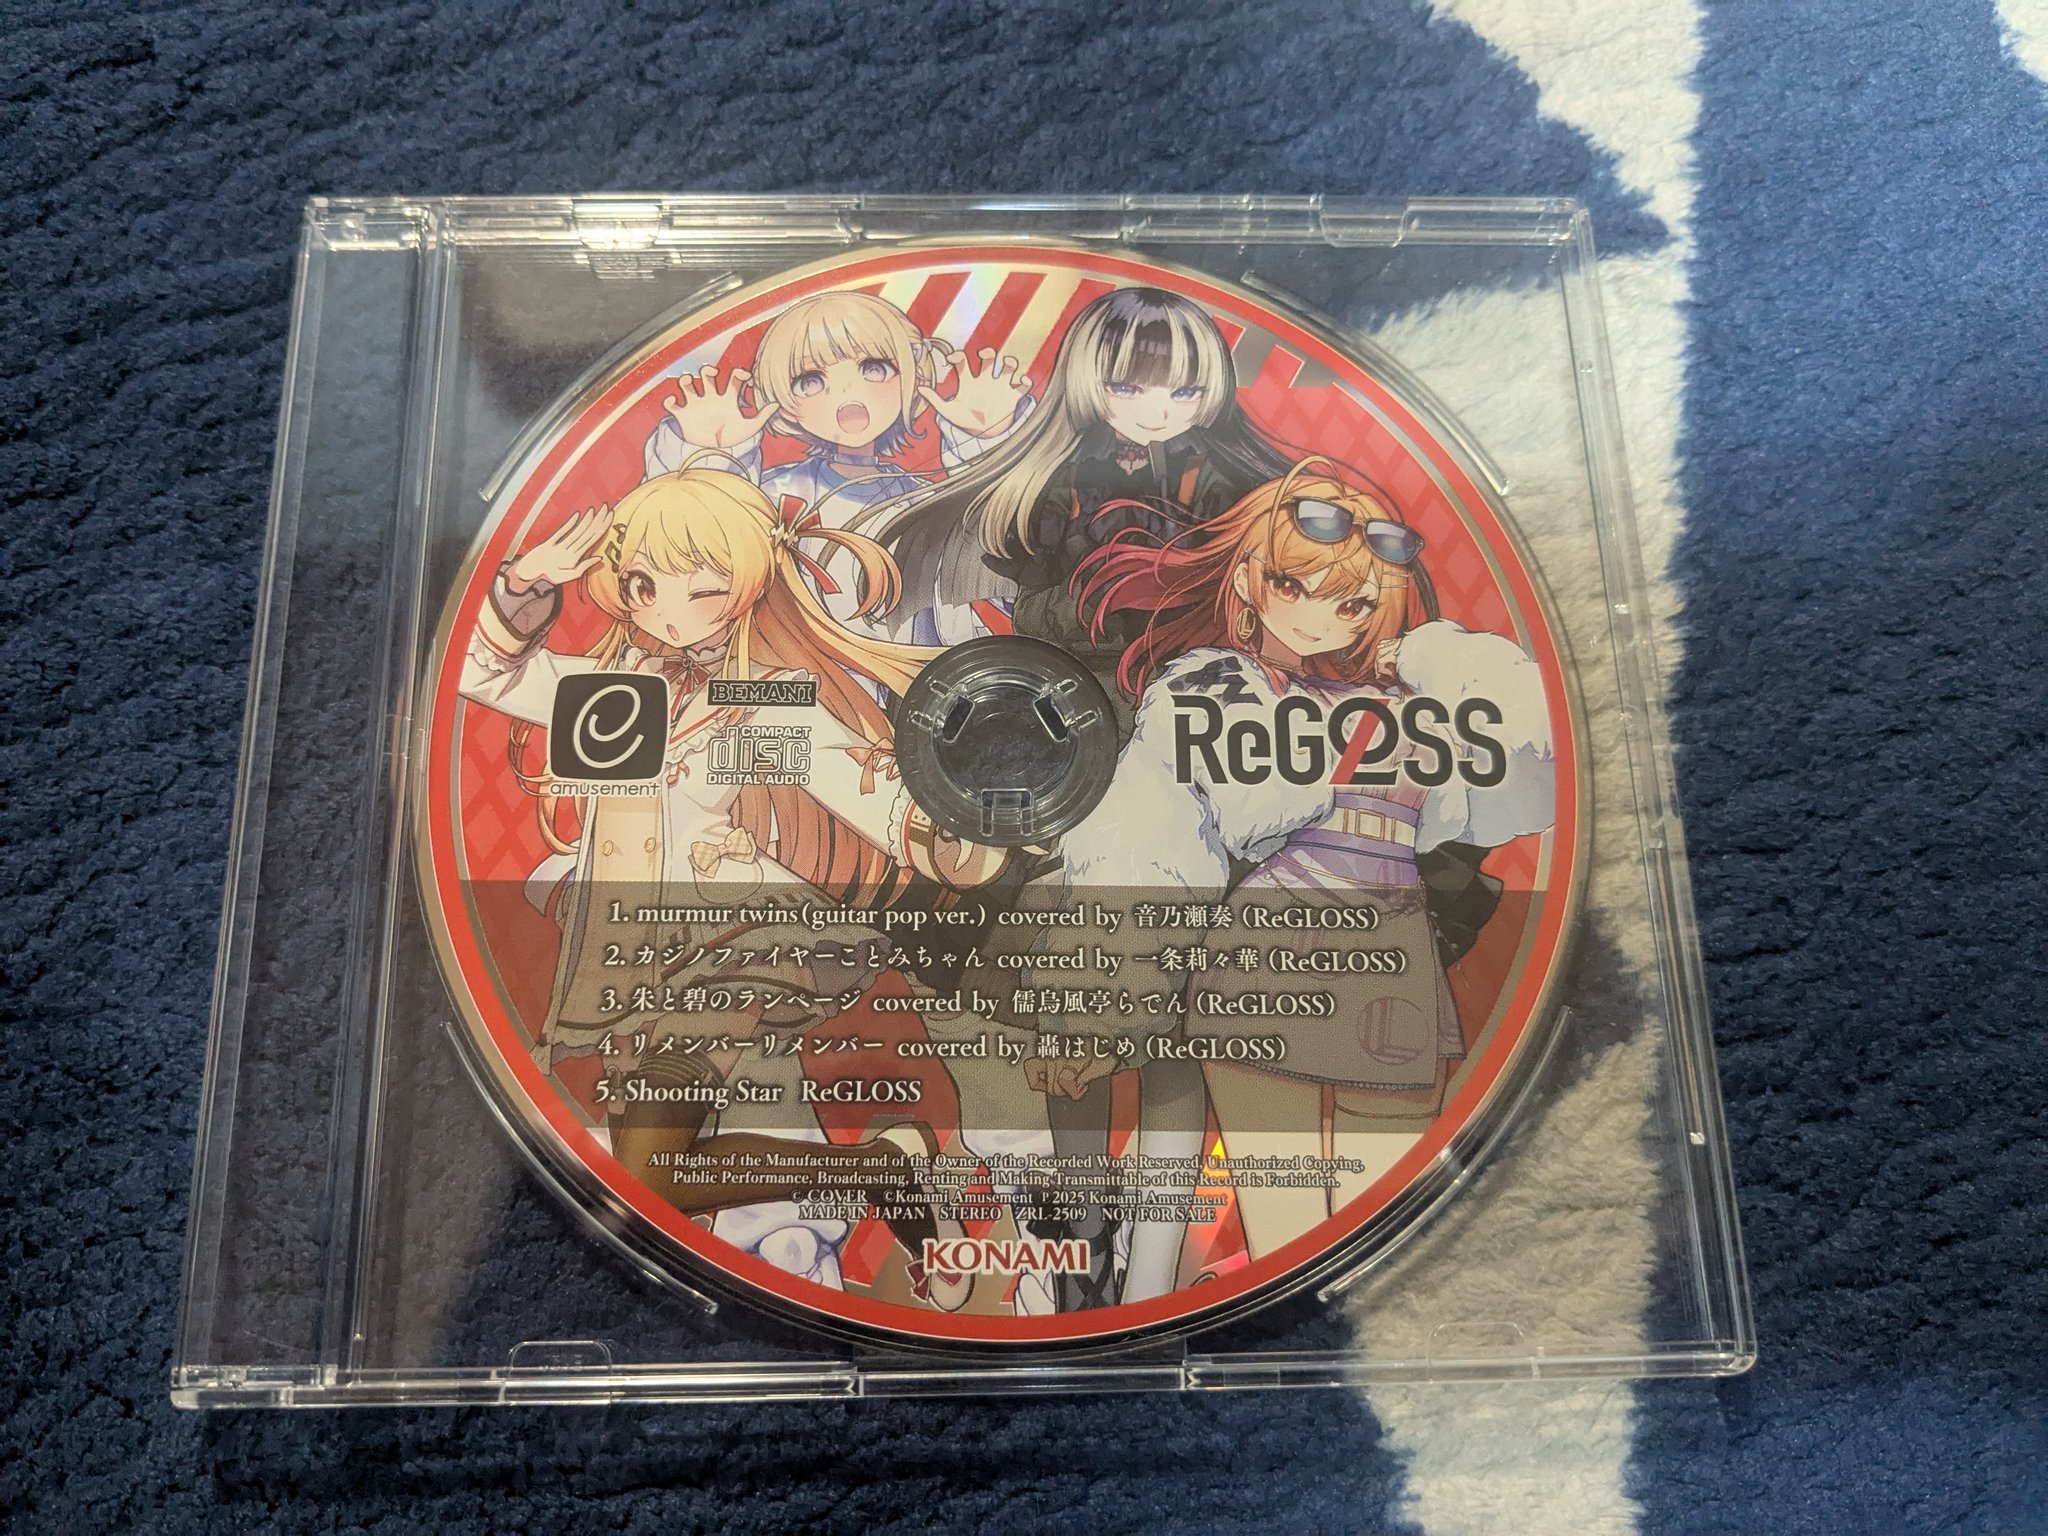 BEMANI
COMPACT
disc
DIGITAL AUDIO
e
amusement
ReGLOSS
1. murmur twins(guitar pop ver.) covered by 音乃瀬奏 (ReGLOSS)
2. カジノファイヤーことみちゃん covered by 一条莉々華 (ReGLOSS)
3. 朱と碧のランページ covered by 儒烏風亭らでん (ReGLOSS)
4. リメンバーリメンバー covered by 轟はじめ (ReGLOSS)
5. Shooting Star ReGLOSS
All Rights of the Manufacturer and of the Owner of the Recorded Work Reserved. Unauthorized Copying,
Public Performance, Broadcasting, Renting and Making Transmittable of this Record is Forbidden.
© COVER ©Konami Amusement ℗ 2025 Konami Amusement
MADE IN JAPAN STEREO ZRL-2509 NOT FOR SALE
KONAMI